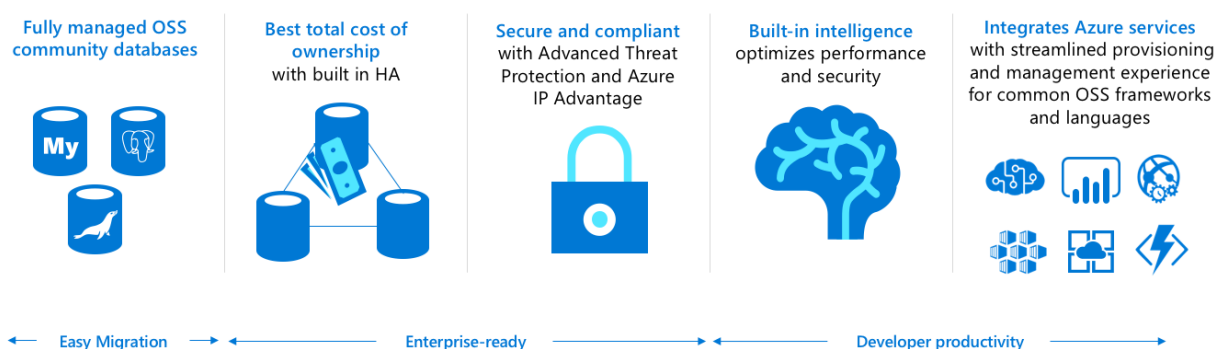 Fully managed OSS
community databases
My
Best total cost of
ownership
with built in HA
Secure and compliant
with Advanced Threat
Protection and Azure
IP Advantage
Built-in intelligence
optimizes performance
and security
Integrates Azure services
with streamlined provisioning
and management experience
for common OSS frameworks
and languages
Easy Migration
Enterprise-ready
Developer productivity